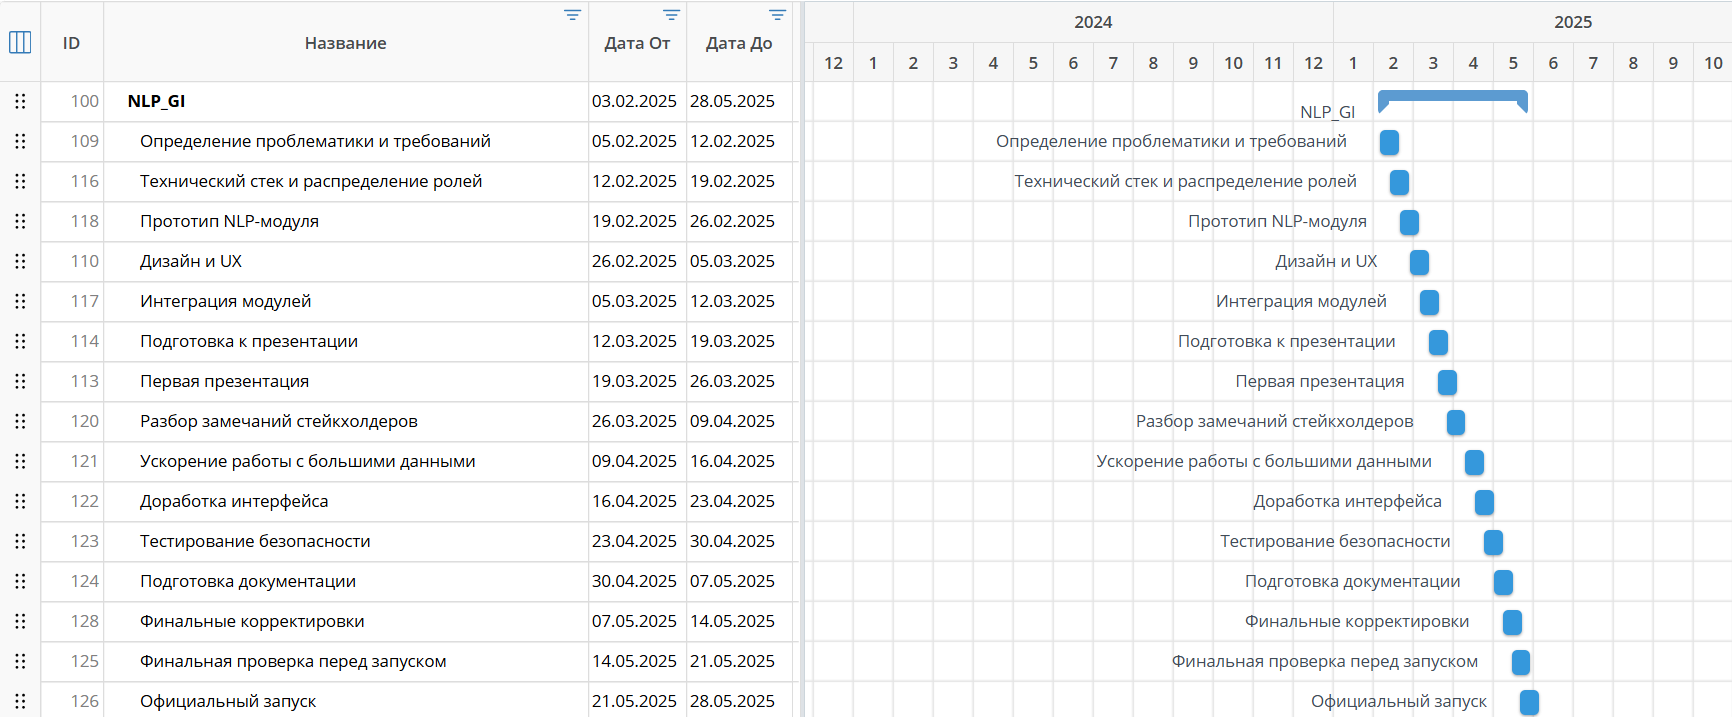 2024 2025
ID Название Дата От Дата До 12 1 2 3 4 5 6 7 8 9 10 11 12 1 2 3 4 5 6 7 8 9 10
100 NLP_GI 03.02.2025 28.05.2025 NLP_GI
109 Определение проблематики и требований 05.02.2025 12.02.2025 Определение проблематики и требований
116 Технический стек и распределение ролей 12.02.2025 19.02.2025 Технический стек и распределение ролей
118 Прототип NLP-модуля 19.02.2025 26.02.2025 Прототип NLP-модуля
110 Дизайн и UX 26.02.2025 05.03.2025 Дизайн и UX
117 Интеграция модулей 05.03.2025 12.03.2025 Интеграция модулей
114 Подготовка к презентации 12.03.2025 19.03.2025 Подготовка к презентации
113 Первая презентация 19.03.2025 26.03.2025 Первая презентация
120 Разбор замечаний стейкхолдеров 26.03.2025 09.04.2025 Разбор замечаний стейкхолдеров
121 Ускорение работы с большими данными 09.04.2025 16.04.2025 Ускорение работы с большими данными
122 Доработка интерфейса 16.04.2025 23.04.2025 Доработка интерфейса
123 Тестирование безопасности 23.04.2025 30.04.2025 Тестирование безопасности
124 Подготовка документации 30.04.2025 07.05.2025 Подготовка документации
128 Финальные корректировки 07.05.2025 14.05.2025 Финальные корректировки
125 Финальная проверка перед запуском 14.05.2025 21.05.2025 Финальная проверка перед запуском
126 Официальный запуск 21.05.2025 28.05.2025 Официальный запуск